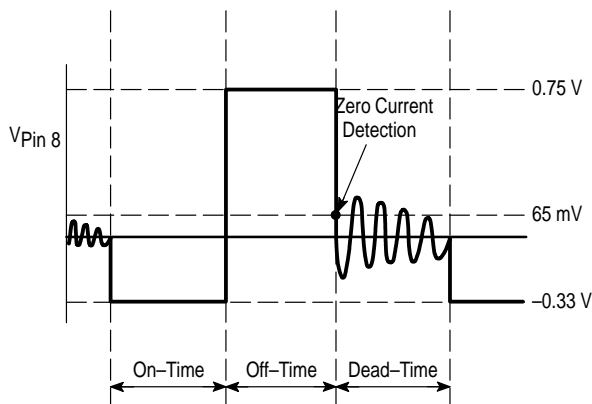 0.75 V
Zero Current
Detection
VPin 8
65 mV
–0.33 V
On–Time
Off–Time
Dead–Time